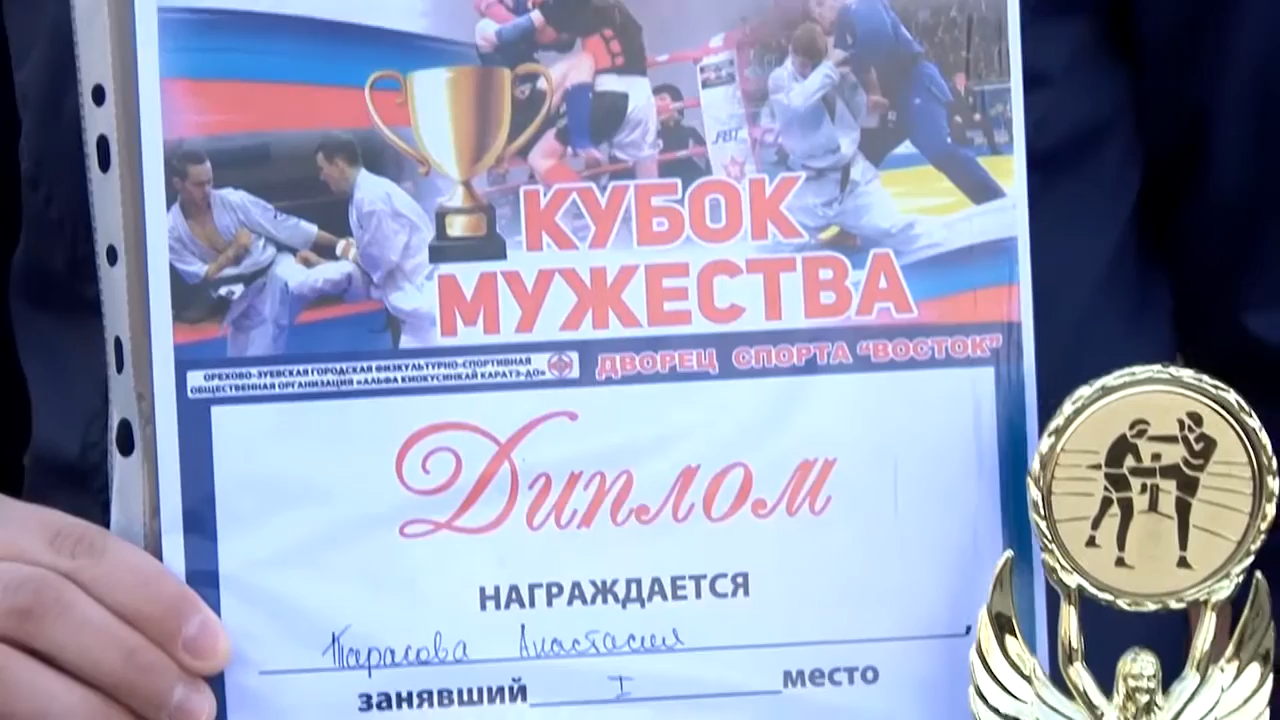 КУБОК
МУЖЕСТВА
ОРЕХОВО-ЗУЕВСКАЯ ГОРОДСКАЯ ФИЗКУЛЬТУРНО-СПОРТИВНАЯ
ОБЩЕСТВЕННАЯ ОРГАНИЗАЦИЯ «АЛЬФА КИОКУСИНКАЙ КАРАТЭ-ДО»
ДВОРЕЦ СПОРТА "ВОСТОК"
Диплом
НАГРАЖДАЕТСЯ
Тарасова Анастасия
занявший I место